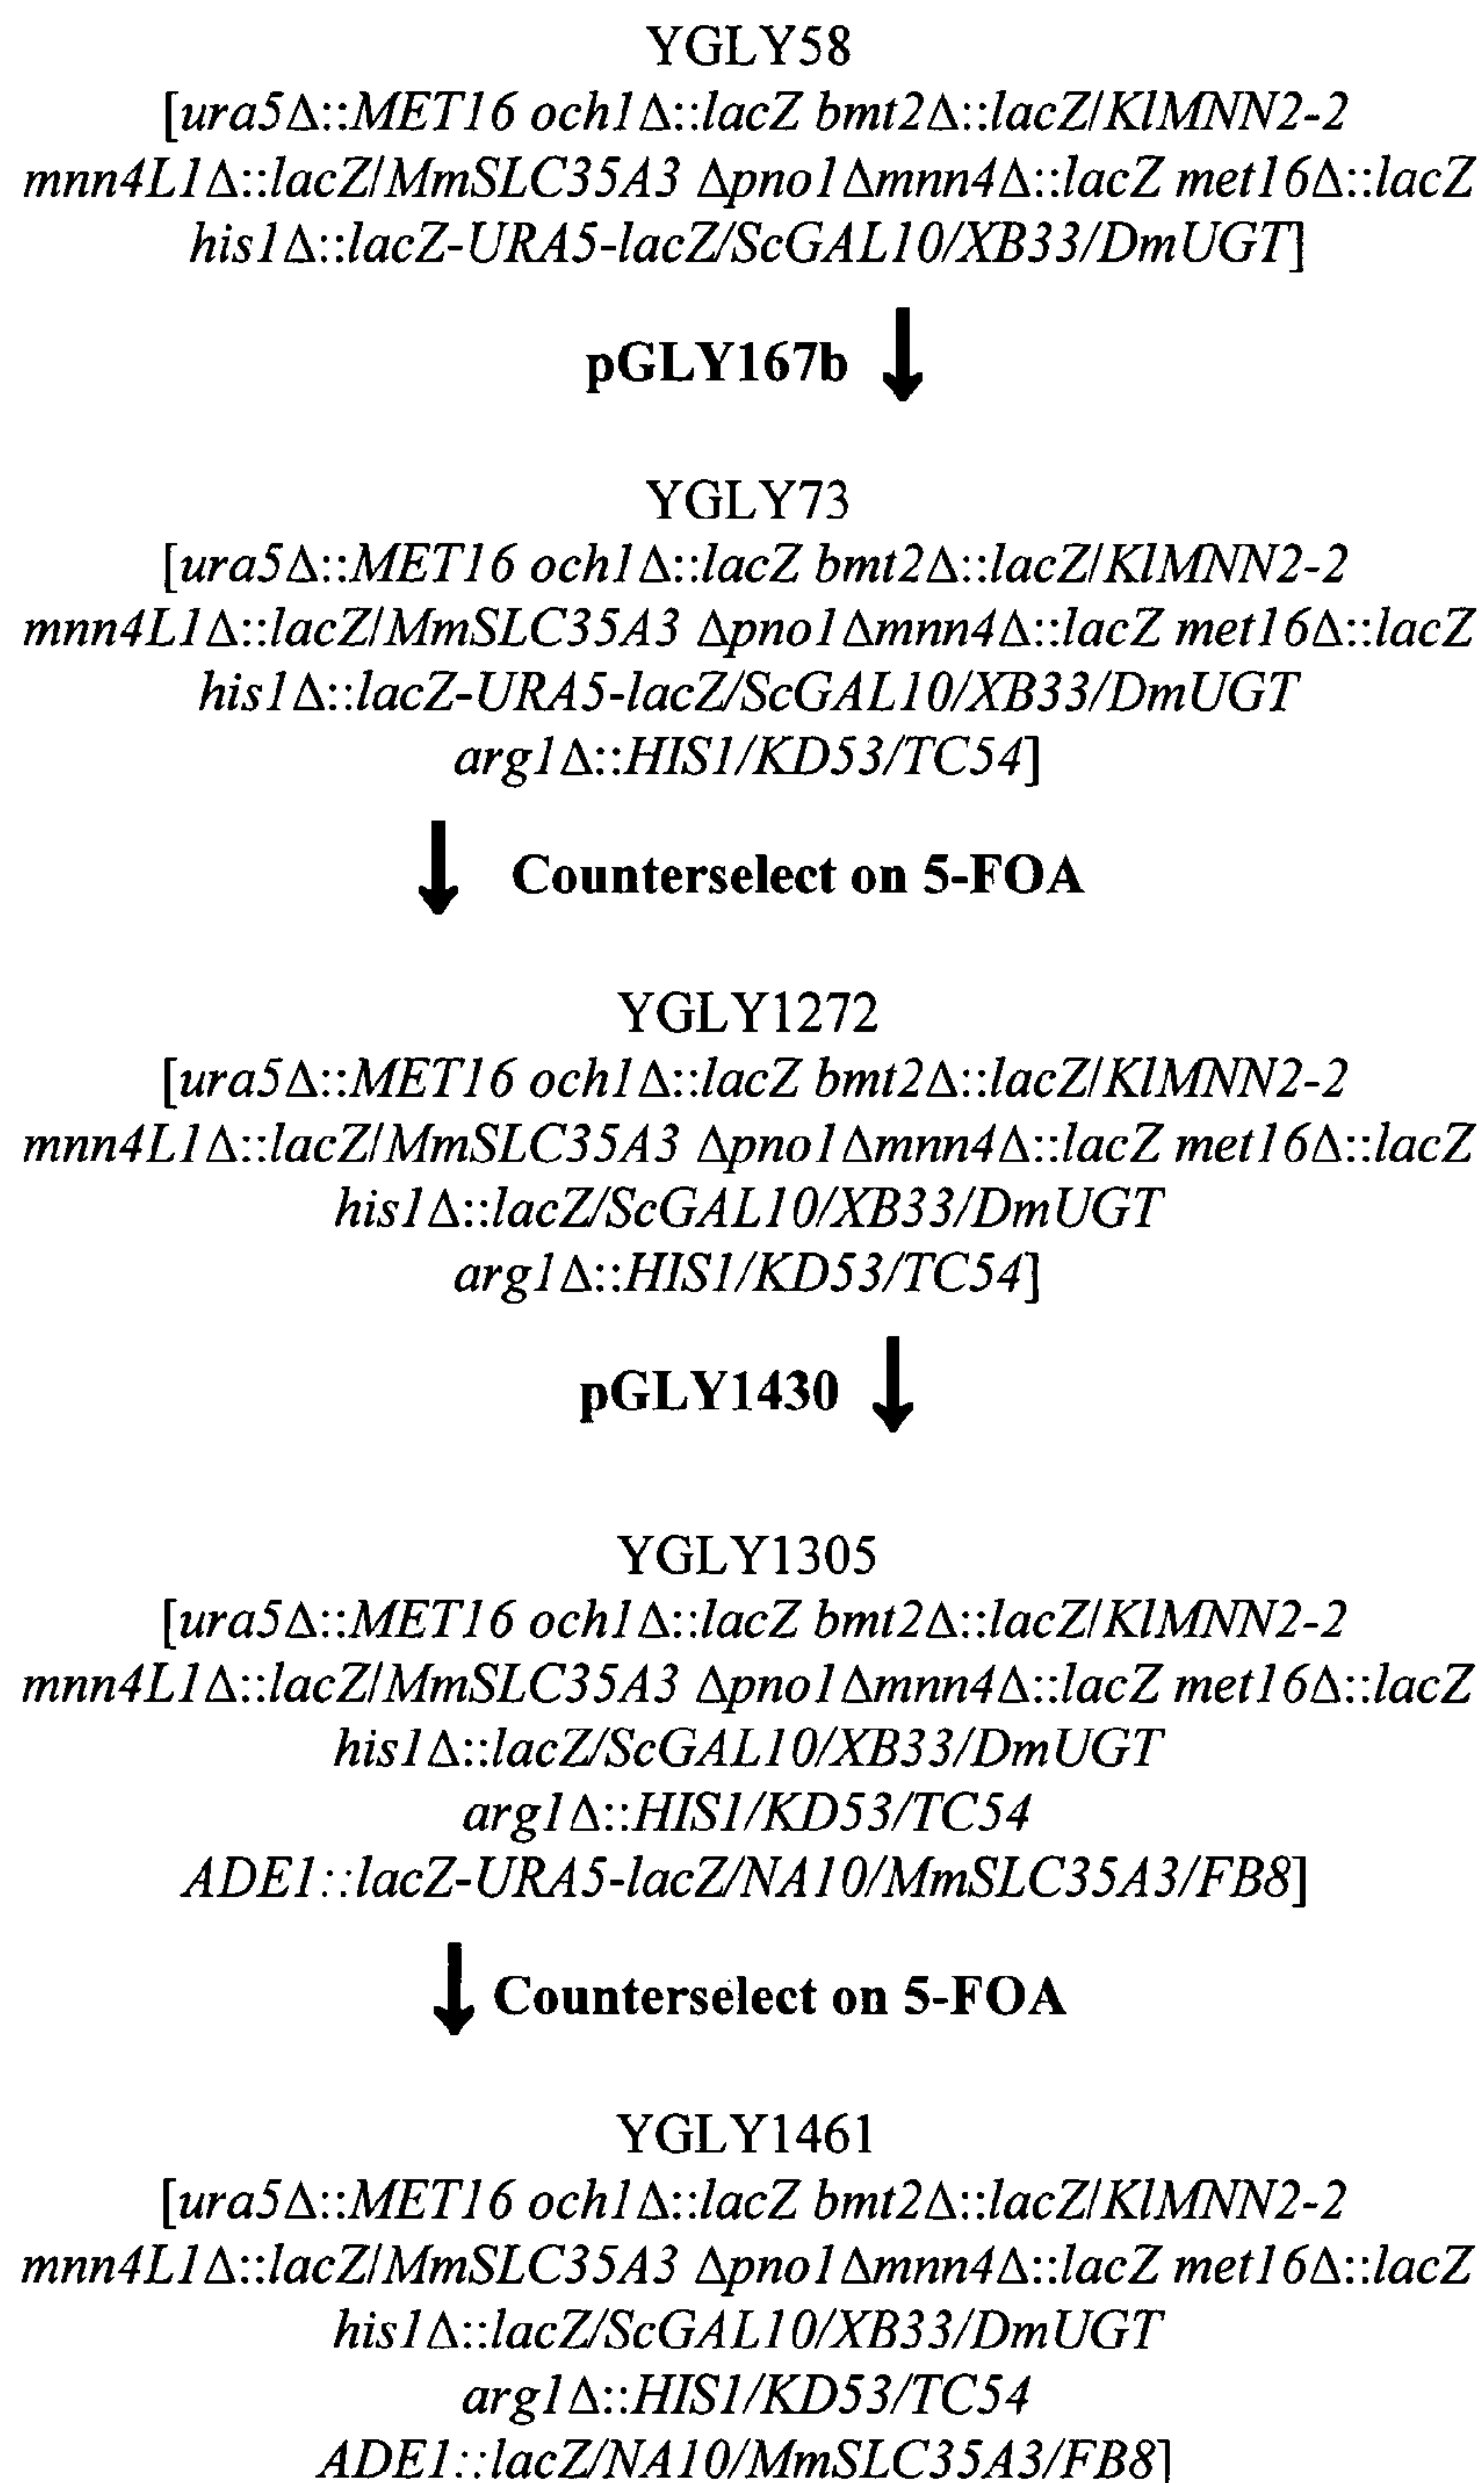 YGLY58
[ura5Δ::MET16 och1Δ::lacZ bmt2Δ::lacZ/KlMNN2-2
mnn4L1Δ::lacZ/MmSLC35A3 Δpno1Δmnn4Δ::lacZ met16Δ::lacZ
his1Δ::lacZ-URA5-lacZ/ScGAL10/XB33/DmUGT]
pGLY167b
YGLY73
[ura5Δ::MET16 och1Δ::lacZ bmt2Δ::lacZ/KlMNN2-2
mnn4L1Δ::lacZ/MmSLC35A3 Δpno1Δmnn4Δ::lacZ met16Δ::lacZ
his1Δ::lacZ-URA5-lacZ/ScGAL10/XB33/DmUGT
arg1Δ::HIS1/KD53/TC54]
Counterselect on 5-FOA
YGLY1272
[ura5Δ::MET16 och1Δ::lacZ bmt2Δ::lacZ/KlMNN2-2
mnn4L1Δ::lacZ/MmSLC35A3 Δpno1Δmnn4Δ::lacZ met16Δ::lacZ
his1Δ::lacZ/ScGAL10/XB33/DmUGT
arg1Δ::HIS1/KD53/TC54]
pGLY1430
YGLY1305
[ura5Δ::MET16 och1Δ::lacZ bmt2Δ::lacZ/KlMNN2-2
mnn4L1Δ::lacZ/MmSLC35A3 Δpno1Δmnn4Δ::lacZ met16Δ::lacZ
his1Δ::lacZ/ScGAL10/XB33/DmUGT
arg1Δ::HIS1/KD53/TC54
ADE1::lacZ-URA5-lacZ/NA10/MmSLC35A3/FB8]
Counterselect on 5-FOA
YGLY1461
[ura5Δ::MET16 och1Δ::lacZ bmt2Δ::lacZ/KlMNN2-2
mnn4L1Δ::lacZ/MmSLC35A3 Δpno1Δmnn4Δ::lacZ met16Δ::lacZ
his1Δ::lacZ/ScGAL10/XB33/DmUGT
arg1Δ::HIS1/KD53/TC54
ADE1::lacZ/NA10/MmSLC35A3/FB8]